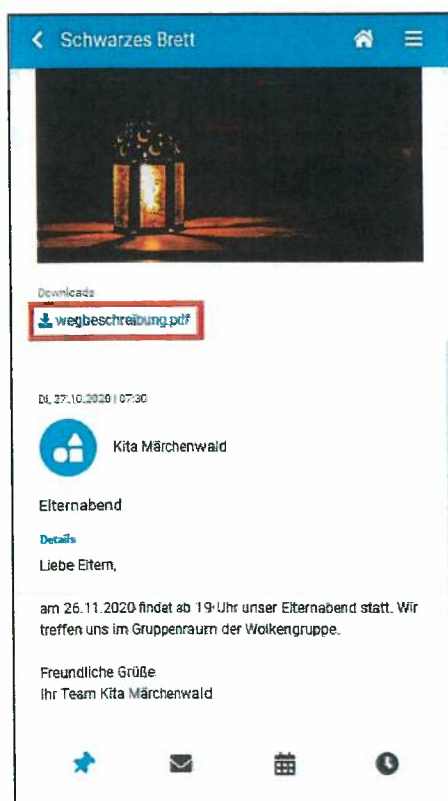 Schwarzes Brett
Downloads
wegbeschreibung.pdf
Di, 27.10.2020 | 07:30
Kita Märchenwald
Elternabend
Details
Liebe Eltern,
am 26.11.2020 findet ab 19 Uhr unser Elternabend statt. Wir
treffen uns im Gruppenraum der Wolkengruppe.
Freundliche Grüße
Ihr Team Kita Märchenwald